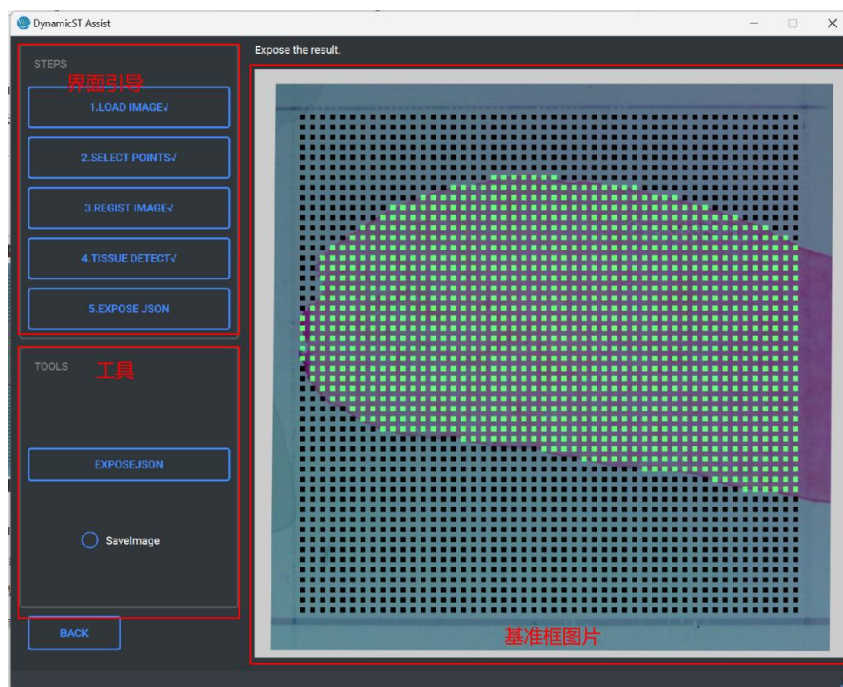 DynamicST Assist
Expose the result.
STEPS
界面引导
1.LOAD IMAGE√
2.SELECT POINTS√
3.REGIST IMAGE√
4.TISSUE DETECT√
5.EXPOSE JSON
TOOLS
工具
EXPOSEJSON
SaveImage
BACK
基准框图片